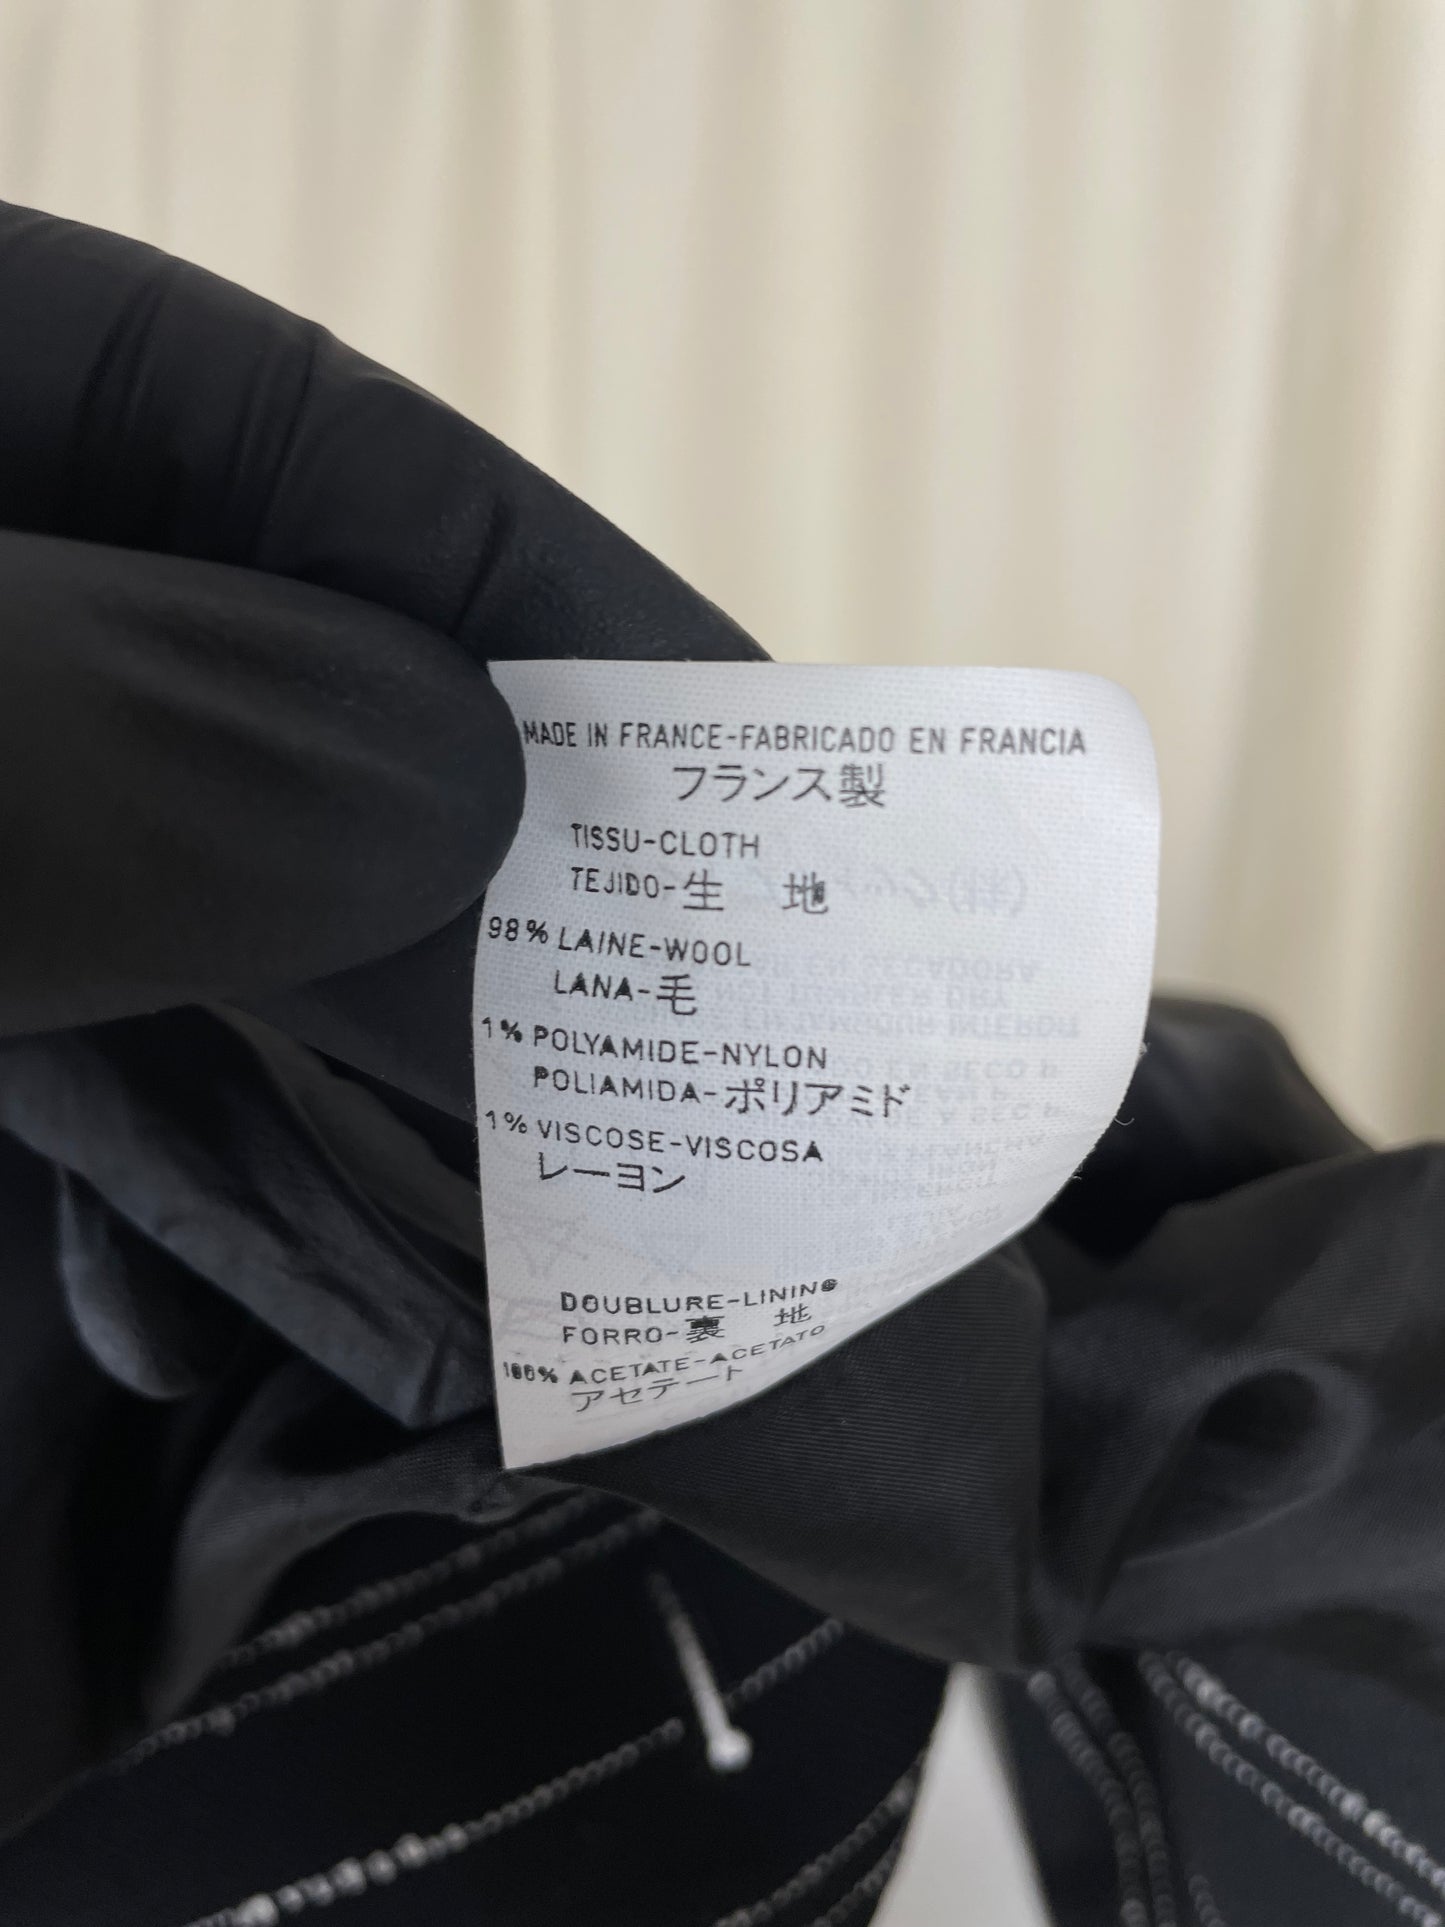 MADE IN FRANCE-FABRICADO EN FRANCIA
フランス製
TISSU-CLOTH
TEJIDO-生 地
98% LAINE-WOOL
LANA-毛
1% POLYAMIDE-NYLON
POLIAMIDA-ポリアミド
1% VISCOSE-VISCOSA
レーヨン
DOUBLURE-LINING
FORRO-裏 地
100% ACETATE-ACETATO
アセテート